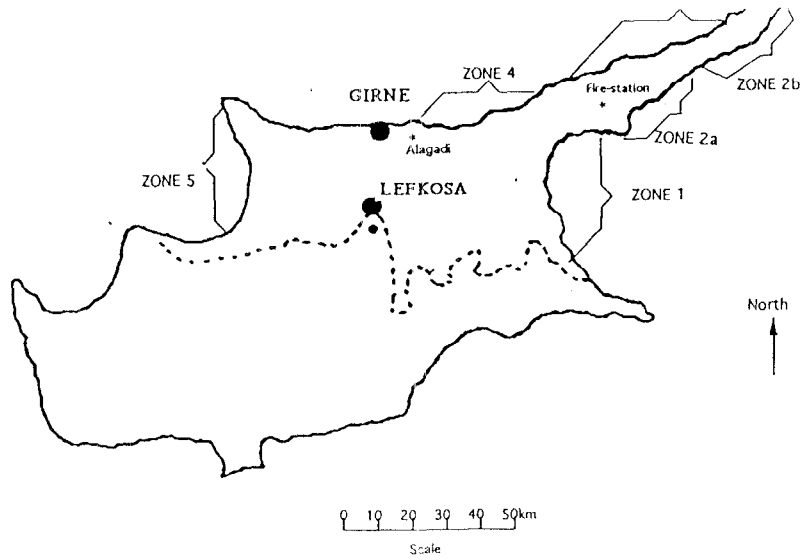 ZONE 4
Fire-station
ZONE 2b
GIRNE
Alagadi
ZONE 2a
ZONE 5
LEFKOSA
ZONE 1
North
0 10 20 30 40 50km
Scale